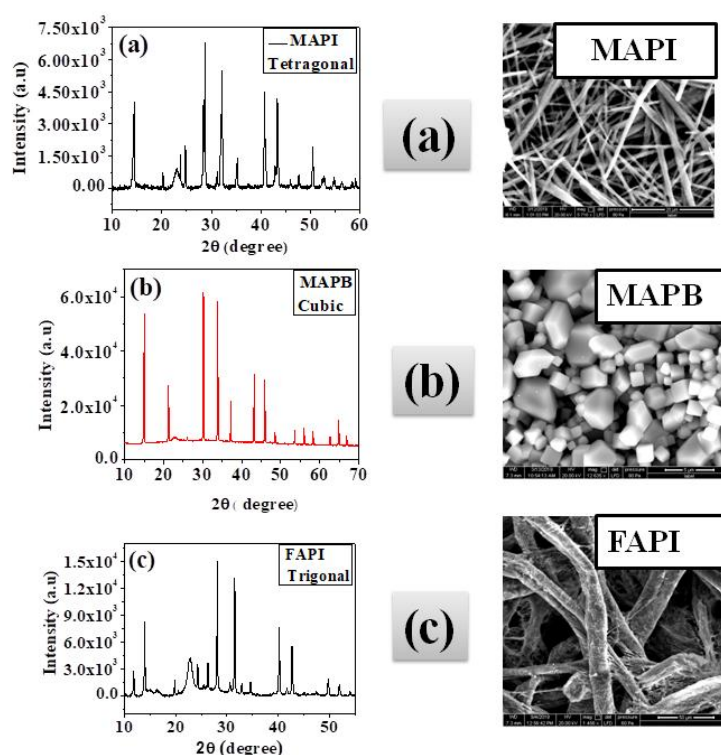 7.50x10³
6.00x10³
4.50x10³
3.00x10³
1.50x10³
0.00
Intensity (a.u)
(a)
MAPI
Tetragonal
10 20 30 40 50 60
2θ (degree)
(a)
MAPI
6.0x10⁴
4.0x10⁴
2.0x10⁴
0.0
Intensity (a.u)
(b)
MAPB
Cubic
10 20 30 40 50 60 70
2θ ( degree)
(b)
MAPB
1.5x10⁴
1.2x10⁴
9.0x10³
6.0x10³
3.0x10³
0.0
Intensity (a.u)
(c)
FAPI
Trigonal
10 20 30 40 50
2θ (degree)
(c)
FAPI